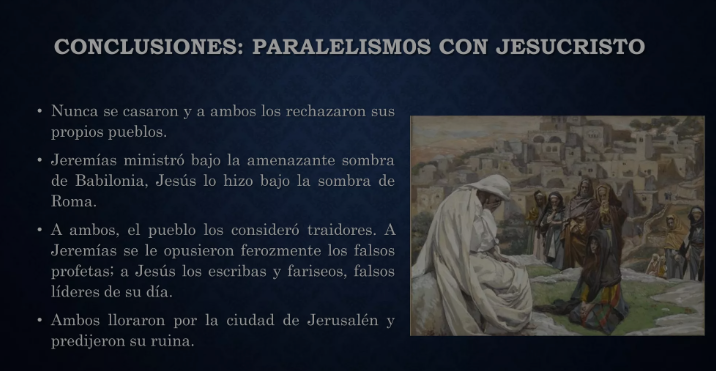 CONCLUSIONES: PARALELISM0S CON JESUCRISTO
• Nunca se casaron y a ambos los rechazaron sus
propios pueblos.
• Jeremías ministró bajo la amenazante sombra
de Babilonia, Jesús lo hizo bajo la sombra de
Roma.
• A ambos, el pueblo los consideró traidores. A
Jeremías se le opusieron ferozmente los falsos
profetas; a Jesús los escribas y fariseos, falsos
líderes de su día.
• Ambos lloraron por la ciudad de Jerusalén y
predijeron su ruina.